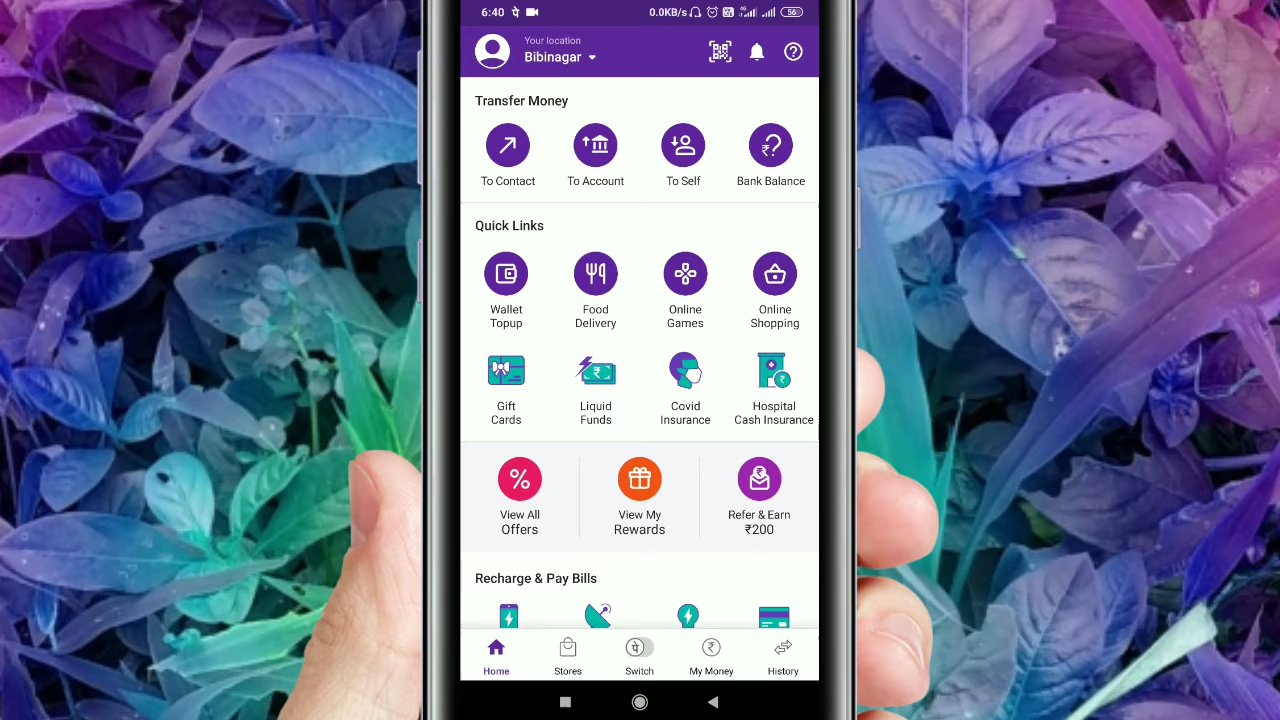 6:40
0.0KB/s
4G
56
Your location
Bibinagar
Transfer Money
To Contact
To Account
To Self
Bank Balance
Quick Links
Wallet
Topup
Food
Delivery
Online
Games
Online
Shopping
Gift
Cards
Liquid
Funds
Covid
Insurance
Hospital
Cash Insurance
View All
Offers
View My
Rewards
Refer & Earn
₹200
Recharge & Pay Bills
Home
Stores
Switch
My Money
History